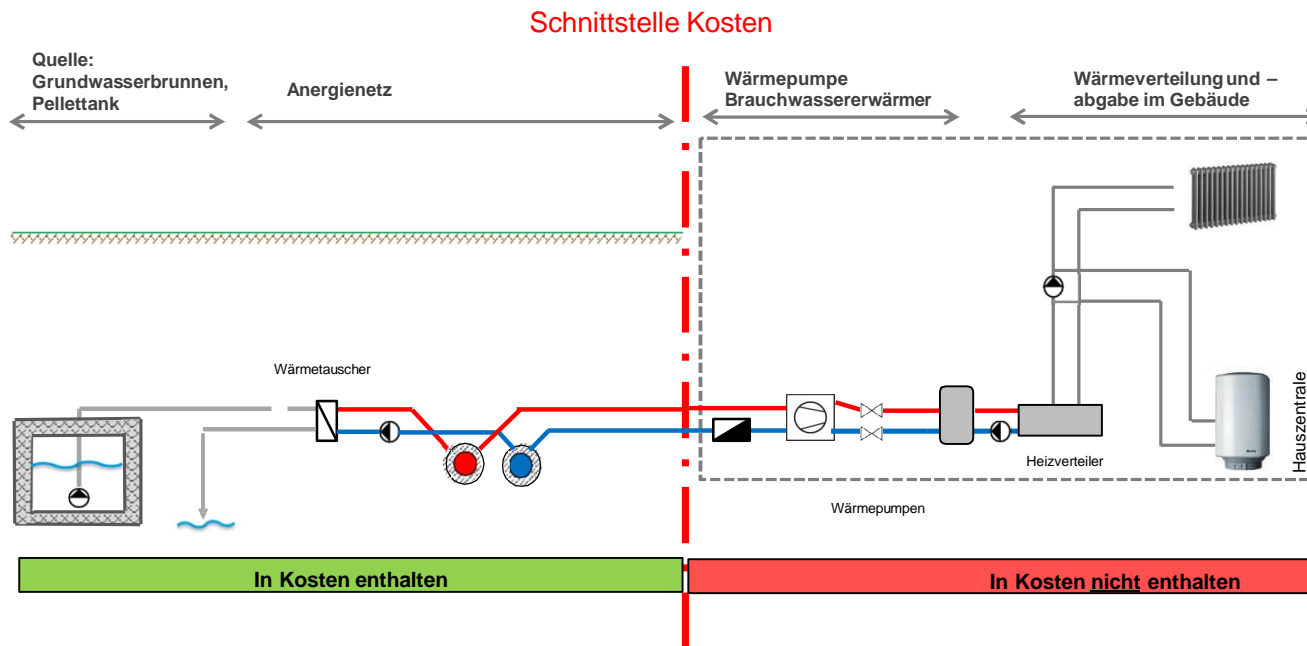 Schnittstelle Kosten
Quelle:
Grundwasserbrunnen,
Pellettank
Anergienetz
Wärmepumpe
Brauchwassererwärmer
Wärmeverteilung und –
abgabe im Gebäude
Wärmetauscher
Heizverteiler
Hauszentrale
Wärmepumpen
In Kosten enthalten
In Kosten nicht enthalten